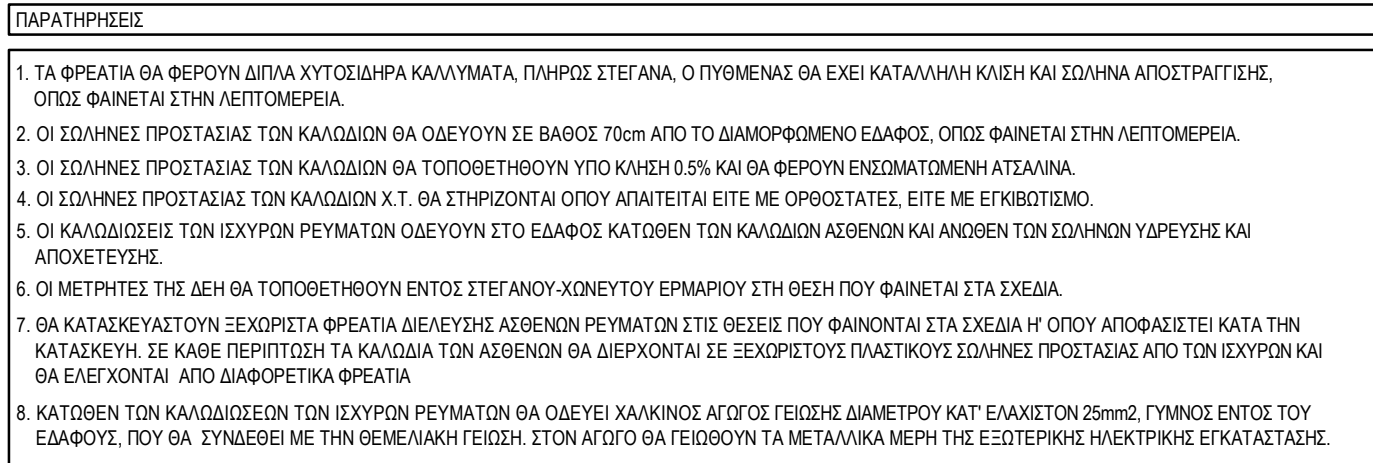 ΠΑΡΑΤΗΡΗΣΕΙΣ
1. ΤΑ ΦΡΕΑΤΙΑ ΘΑ ΦΕΡΟΥΝ ΔΙΠΛΑ ΧΥΤΟΣΙΔΗΡΑ ΚΑΛΛΥΜΑΤΑ, ΠΛΗΡΩΣ ΣΤΕΓΑΝΑ, Ο ΠΥΘΜΕΝΑΣ ΘΑ ΕΧΕΙ ΚΑΤΑΛΛΗΛΗ ΚΛΙΣΗ ΚΑΙ ΣΩΛΗΝΑ ΑΠΟΣΤΡΑΓΓΙΣΗΣ,
ΟΠΩΣ ΦΑΙΝΕΤΑΙ ΣΤΗΝ ΛΕΠΤΟΜΕΡΕΙΑ.
2. ΟΙ ΣΩΛΗΝΕΣ ΠΡΟΣΤΑΣΙΑΣ ΤΩΝ ΚΑΛΩΔΙΩΝ ΘΑ ΟΔΕΥΟΥΝ ΣΕ ΒΑΘΟΣ 70cm ΑΠΟ ΤΟ ΔΙΑΜΟΡΦΩΜΕΝΟ ΕΔΑΦΟΣ, ΟΠΩΣ ΦΑΙΝΕΤΑΙ ΣΤΗΝ ΛΕΠΤΟΜΕΡΕΙΑ.
3. ΟΙ ΣΩΛΗΝΕΣ ΠΡΟΣΤΑΣΙΑΣ ΤΩΝ ΚΑΛΩΔΙΩΝ ΘΑ ΤΟΠΟΘΕΤΗΘΟΥΝ ΥΠΟ ΚΛΗΣΗ 0.5% ΚΑΙ ΘΑ ΦΕΡΟΥΝ ΕΝΣΩΜΑΤΩΜΕΝΗ ΑΤΣΑΛΙΝΑ.
4. ΟΙ ΣΩΛΗΝΕΣ ΠΡΟΣΤΑΣΙΑΣ ΤΩΝ ΚΑΛΩΔΙΩΝ Χ.Τ. ΘΑ ΣΤΗΡΙΖΟΝΤΑΙ ΟΠΟΥ ΑΠΑΙΤΕΙΤΑΙ ΕΙΤΕ ΜΕ ΟΡΘΟΣΤΑΤΕΣ, ΕΙΤΕ ΜΕ ΕΓΚΙΒΩΤΙΣΜΟ.
5. ΟΙ ΚΑΛΩΔΙΩΣΕΙΣ ΤΩΝ ΙΣΧΥΡΩΝ ΡΕΥΜΑΤΩΝ ΟΔΕΥΟΥΝ ΣΤΟ ΕΔΑΦΟΣ ΚΑΤΩΘΕΝ ΤΩΝ ΚΑΛΩΔΙΩΝ ΑΣΘΕΝΩΝ ΚΑΙ ΑΝΩΘΕΝ ΤΩΝ ΣΩΛΗΝΩΝ ΥΔΡΕΥΣΗΣ ΚΑΙ
ΑΠΟΧΕΤΕΥΣΗΣ.
6. ΟΙ ΜΕΤΡΗΤΕΣ ΤΗΣ ΔΕΗ ΘΑ ΤΟΠΟΘΕΤΗΘΟΥΝ ΕΝΤΟΣ ΣΤΕΓΑΝΟΥ-ΧΩΝΕΥΤΟΥ ΕΡΜΑΡΙΟΥ ΣΤΗ ΘΕΣΗ ΠΟΥ ΦΑΙΝΕΤΑΙ ΣΤΑ ΣΧΕΔΙΑ.
7. ΘΑ ΚΑΤΑΣΚΕΥΑΣΤΟΥΝ ΞΕΧΩΡΙΣΤΑ ΦΡΕΑΤΙΑ ΔΙΕΛΕΥΣΗΣ ΑΣΘΕΝΩΝ ΡΕΥΜΑΤΩΝ ΣΤΙΣ ΘΕΣΕΙΣ ΠΟΥ ΦΑΙΝΟΝΤΑΙ ΣΤΑ ΣΧΕΔΙΑ Η' ΟΠΟΥ ΑΠΟΦΑΣΙΣΤΕΙ ΚΑΤΑ ΤΗΝ
ΚΑΤΑΣΚΕΥΗ. ΣΕ ΚΑΘΕ ΠΕΡΙΠΤΩΣΗ ΤΑ ΚΑΛΩΔΙΑ ΤΩΝ ΑΣΘΕΝΩΝ ΘΑ ΔΙΕΡΧΟΝΤΑΙ ΣΕ ΞΕΧΩΡΙΣΤΟΥΣ ΠΛΑΣΤΙΚΟΥΣ ΣΩΛΗΝΕΣ ΠΡΟΣΤΑΣΙΑΣ ΑΠΟ ΤΩΝ ΙΣΧΥΡΩΝ ΚΑΙ
ΘΑ ΕΛΕΓΧΟΝΤΑΙ ΑΠΟ ΔΙΑΦΟΡΕΤΙΚΑ ΦΡΕΑΤΙΑ
8. ΚΑΤΩΘΕΝ ΤΩΝ ΚΑΛΩΔΙΩΣΕΩΝ ΤΩΝ ΙΣΧΥΡΩΝ ΡΕΥΜΑΤΩΝ ΘΑ ΟΔΕΥΕΙ ΧΑΛΚΙΝΟΣ ΑΓΩΓΟΣ ΓΕΙΩΣΗΣ ΔΙΑΜΕΤΡΟΥ ΚΑΤ' ΕΛΑΧΙΣΤΟΝ 25mm2, ΓΥΜΝΟΣ ΕΝΤΟΣ ΤΟΥ
ΕΔΑΦΟΥΣ, ΠΟΥ ΘΑ ΣΥΝΔΕΘΕΙ ΜΕ ΤΗΝ ΘΕΜΕΛΙΑΚΗ ΓΕΙΩΣΗ. ΣΤΟΝ ΑΓΩΓΟ ΘΑ ΓΕΙΩΘΟΥΝ ΤΑ ΜΕΤΑΛΛΙΚΑ ΜΕΡΗ ΤΗΣ ΕΞΩΤΕΡΙΚΗΣ ΗΛΕΚΤΡΙΚΗΣ ΕΓΚΑΤΑΣΤΑΣΗΣ.